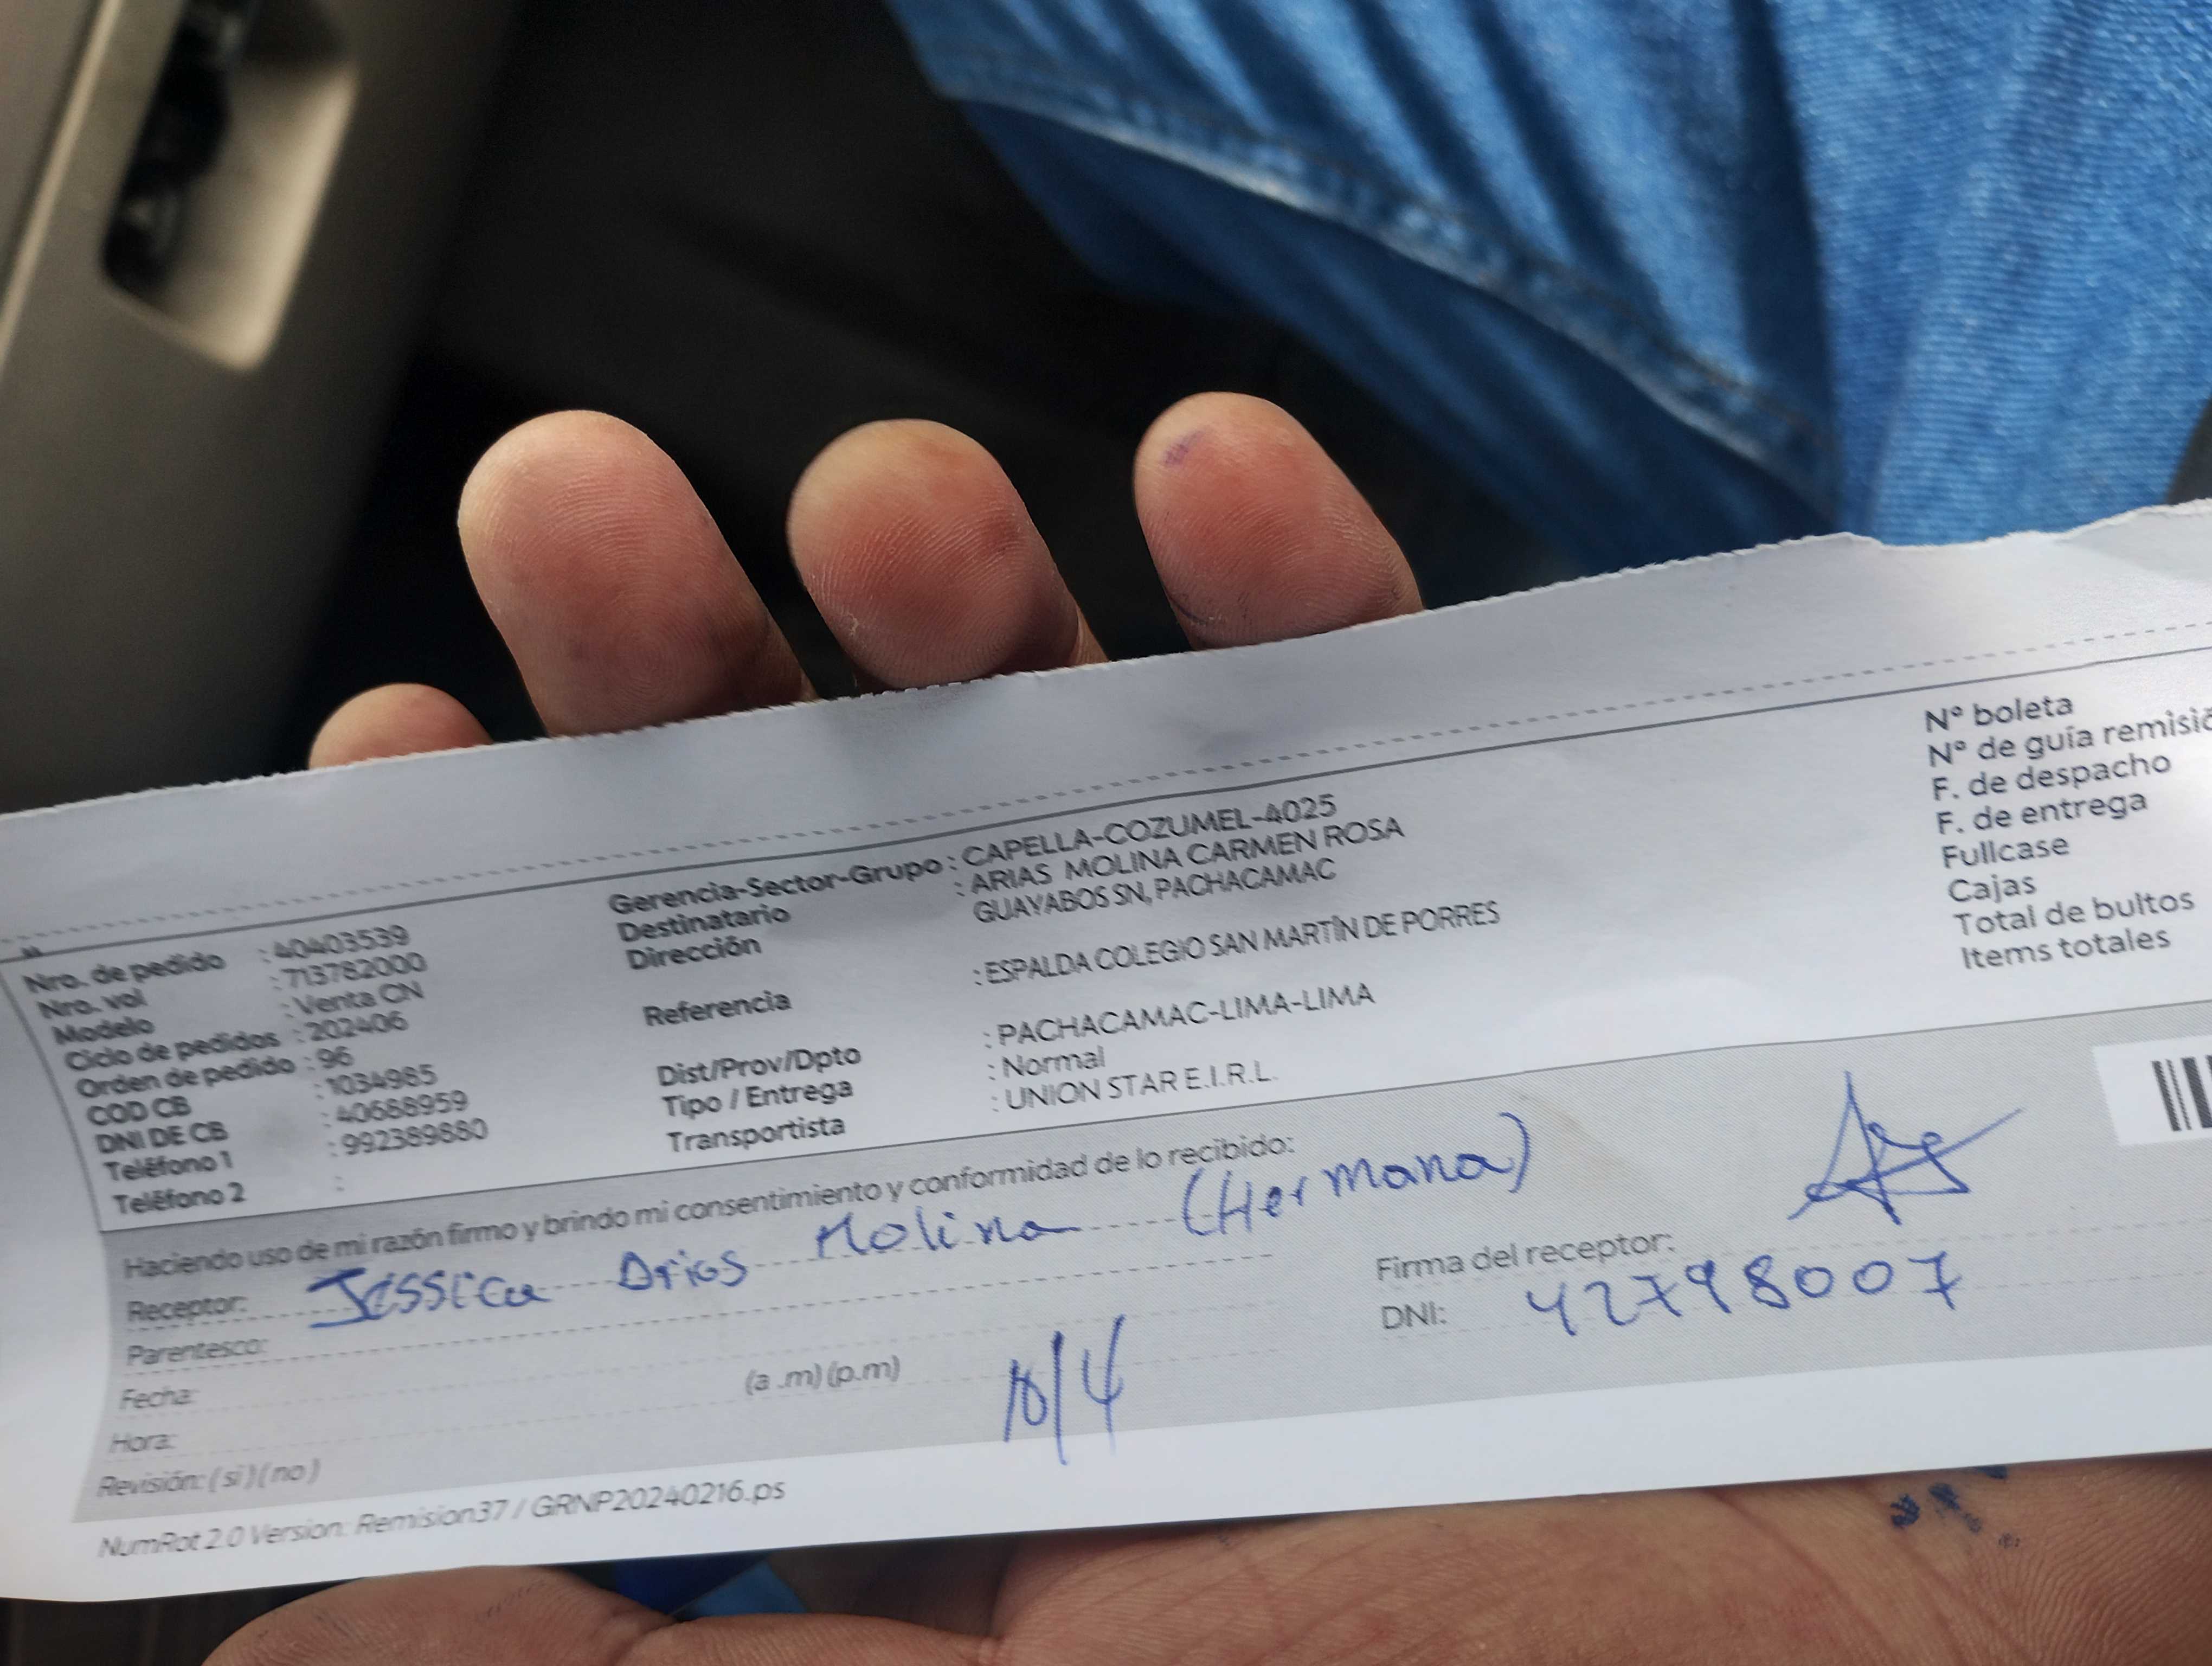 Nro. de pedido : 40403539
Nro. vol : 713782000
Modelo : Venta CN
Ciclo de pedidos : 202406
Orden de pedido : 96
COD CB : 1034985
DNI DE CB : 40688959
Teléfono 1 : 992389880
Teléfono 2 :
Gerencia-Sector-Grupo : CAPELLA-COZUMEL-4025
Destinatario : ARIAS MOLINA CARMEN ROSA
Dirección GUAYABOS SN, PACHACAMAC
Referencia : ESPALDA COLEGIO SAN MARTÍN DE PORRES
Dist/Prov/Dpto : PACHACAMAC-LIMA-LIMA
Tipo / Entrega : Normal
Transportista : UNION STAR E.I.R.L.
N° boleta
N° de guía remisió
F. de despacho
F. de entrega
Fullcase
Cajas
Total de bultos
Items totales
Haciendo uso de mi razón firmo y brindo mi consentimiento y conformidad de lo recibido:
Receptor: Jessica Arias Molina (Hermana)
Parentesco:
Fecha:
Hora: (a .m) (p.m)
Revisión: ( si ) ( no )
Firma del receptor:
DNI: 42798007
NumRot 2.0 Version: Remision37 / GRNP20240216.ps